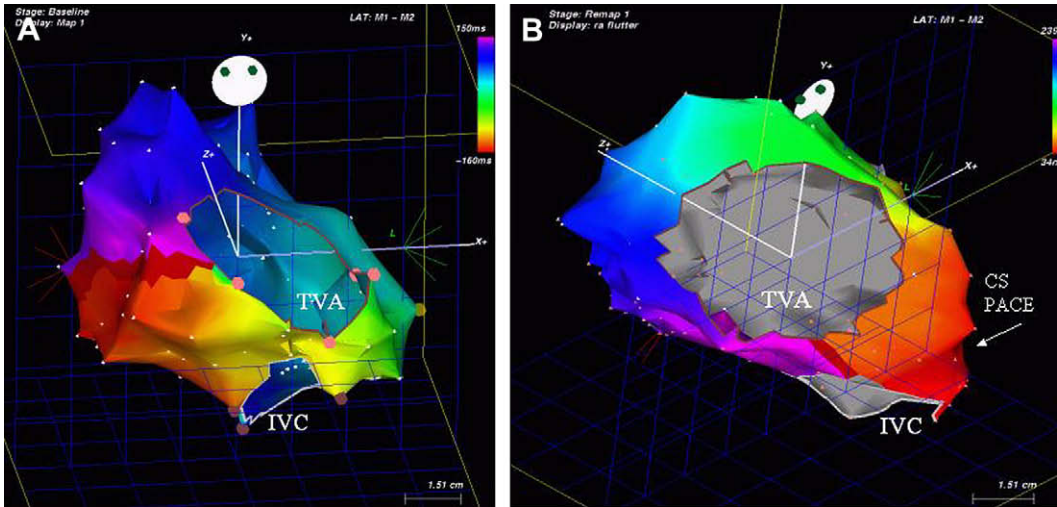 A
Stage: Baseline
Display: Map 1
LAT: M1 - M2
150ms
-160ms
Y+
Z+
L
X+
TVA
IVC
1.51 cm
B
Stage: Remap 1
Display: ra flutter
LAT: M1 - M2
239
34m
Y+
Z+
X+
L
TVA
CS
PACE
IVC
1.51 cm